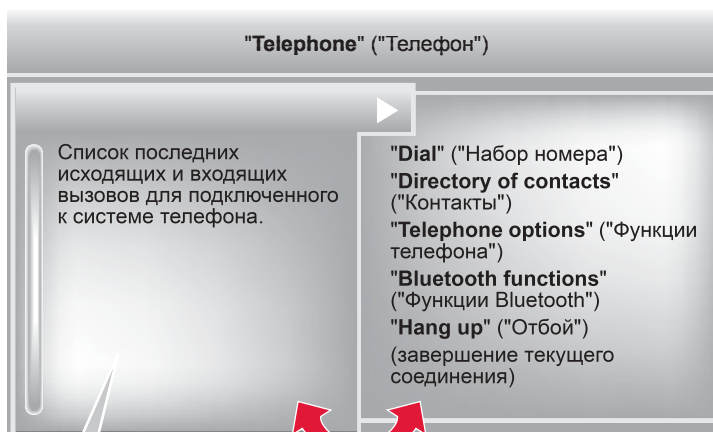 "Telephone" ("Телефон")
Список последних
исходящих и входящих
вызовов для подключенного
к системе телефона.
"Dial" ("Набор номера")
"Directory of contacts"
("Контакты")
"Telephone options" ("Функции
телефона")
"Bluetooth functions"
("Функции Bluetooth")
"Hang up" ("Отбой")
(завершение текущего
соединения)